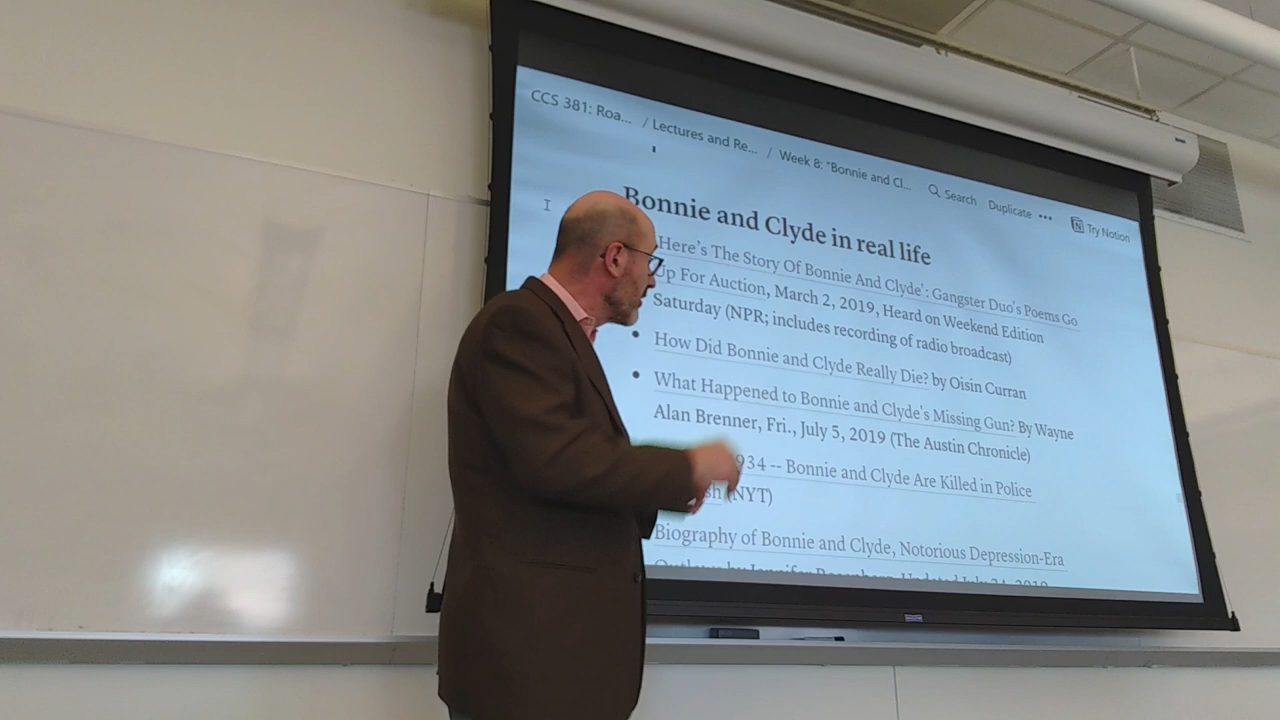 CCS 381: Roa... / Lectures and Re... / Week 8: "Bonnie and Cl... Search Duplicate ••• Try Notion
Bonnie and Clyde in real life
Here's The Story Of Bonnie And Clyde': Gangster Duo's Poems Go
Up For Auction, March 2, 2019, Heard on Weekend Edition
Saturday (NPR; includes recording of radio broadcast)
• How Did Bonnie and Clyde Really Die? by Oisin Curran
• What Happened to Bonnie and Clyde's Missing Gun? By Wayne
Alan Brenner, Fri., July 5, 2019 (The Austin Chronicle)
934 -- Bonnie and Clyde Are Killed in Police
sh (NYT)
Biography of Bonnie and Clyde, Notorious Depression-Era